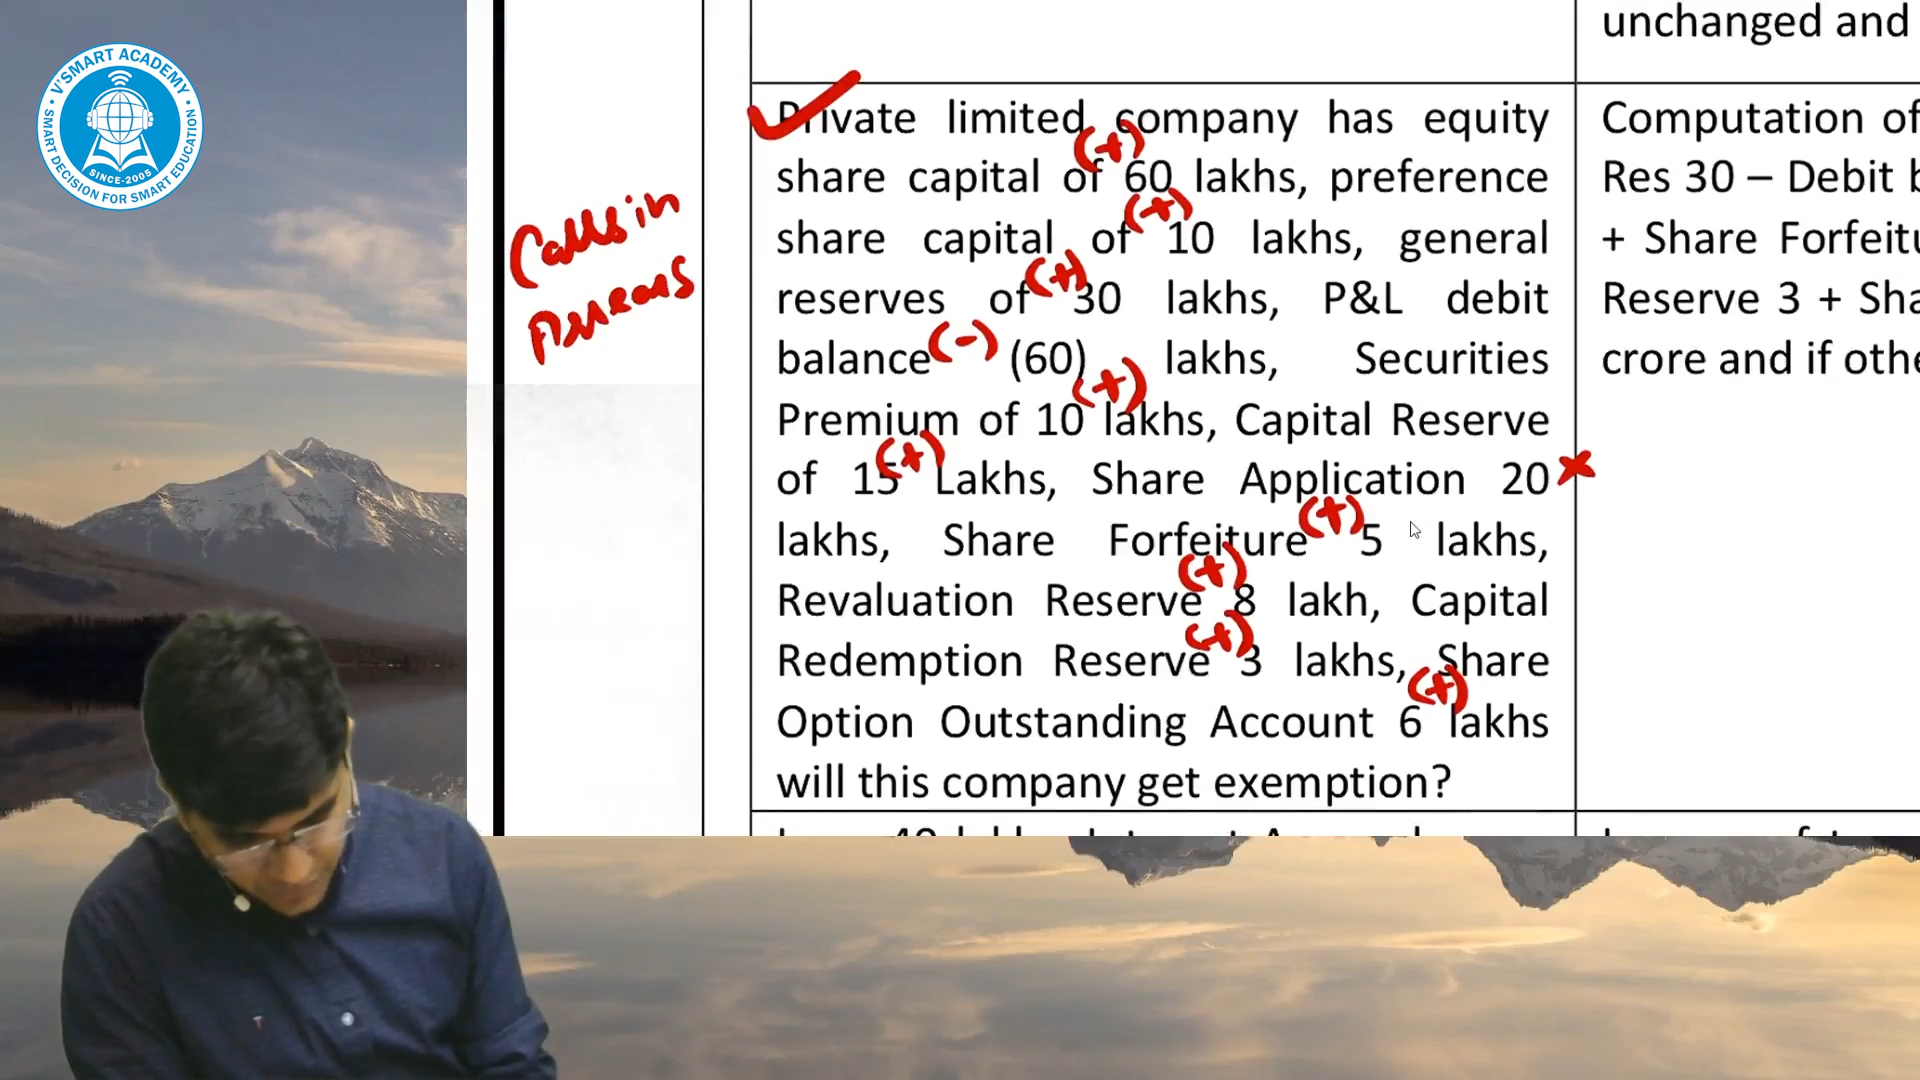 V'SMART ACADEMY
SMART DECISION FOR SMART EDUCATION
SINCE-2005
unchanged and
Private limited company has equity
share capital of 60 lakhs, preference
share capital of 10 lakhs, general
reserves of 30 lakhs, P&L debit
balance (60) lakhs, Securities
Premium of 10 lakhs, Capital Reserve
of 15 Lakhs, Share Application 20
lakhs, Share Forfeiture 5 lakhs,
Revaluation Reserve 8 lakh, Capital
Redemption Reserve 3 lakhs, Share
Option Outstanding Account 6 lakhs
will this company get exemption?
(+)
(+)
(+)
(-)
(+)
(+)
(+)
(+)
(+)
(+)
Calls in
Arrears
Computation of
Res 30 – Debit b
+ Share Forfeitu
Reserve 3 + Sha
crore and if othe